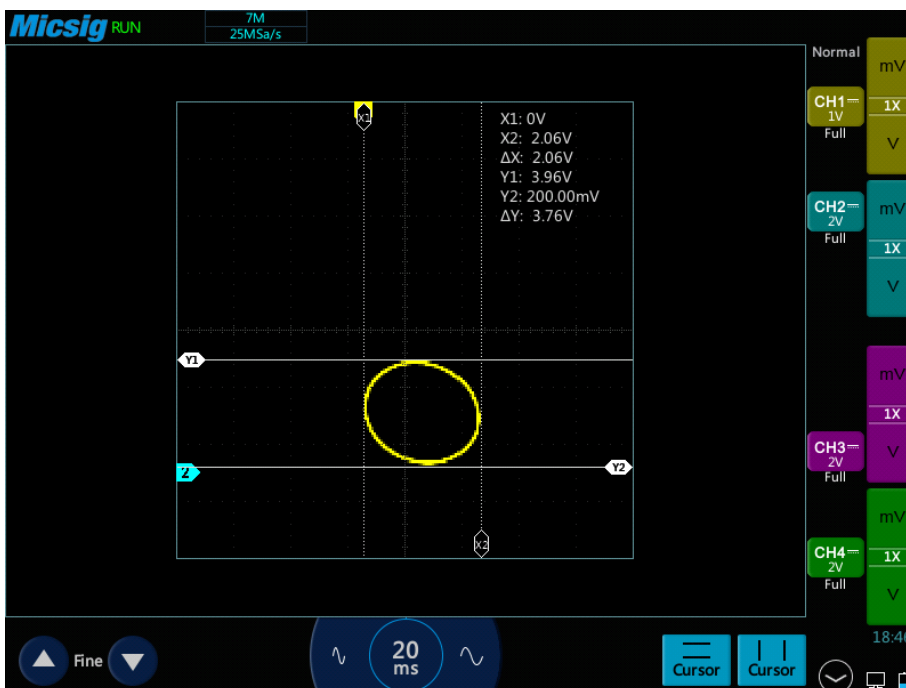 Micsig RUN
7M
25MSa/s
Normal
mV
CH1
1V
Full
1X
V
X1
X1: 0V
X2: 2.06V
ΔX: 2.06V
Y1: 3.96V
Y2: 200.00mV
ΔY: 3.76V
CH2
2V
Full
mV
1X
V
Y1
2
Y2
X2
mV
1X
CH3
2V
Full
V
mV
CH4
2V
Full
1X
V
Fine
20
ms
Cursor
Cursor